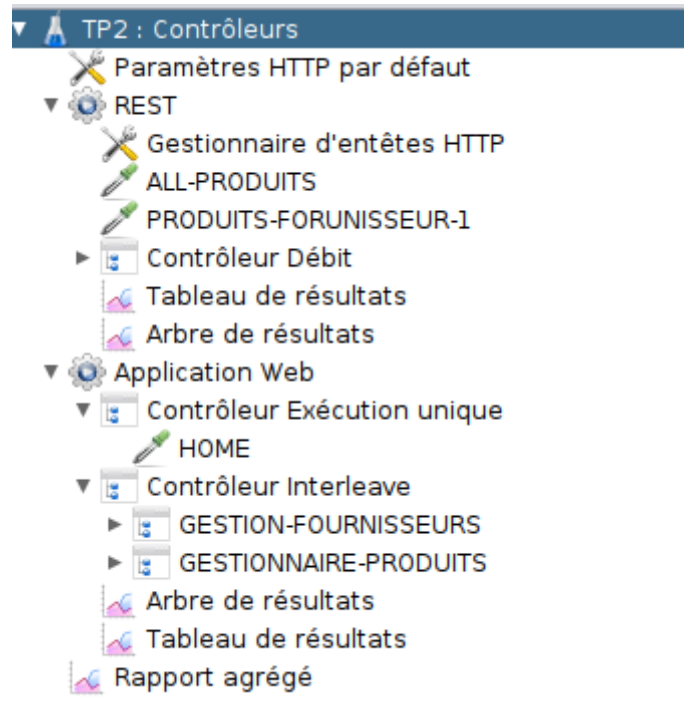 TP2 : Contrôleurs
Paramètres HTTP par défaut
REST
Gestionnaire d'entêtes HTTP
ALL-PRODUITS
PRODUITS-FORUNISSEUR-1
Contrôleur Débit
Tableau de résultats
Arbre de résultats
Application Web
Contrôleur Exécution unique
HOME
Contrôleur Interleave
GESTION-FOURNISSEURS
GESTIONNAIRE-PRODUITS
Arbre de résultats
Tableau de résultats
Rapport agrégé